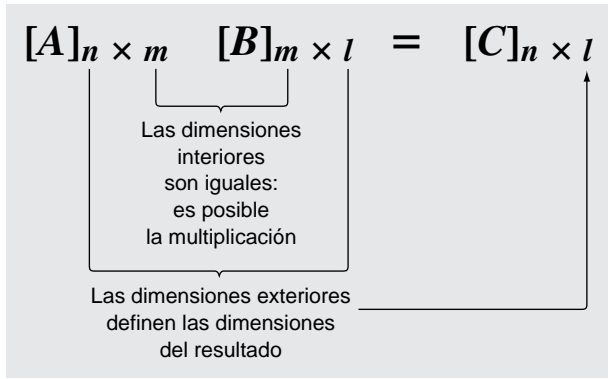 [A]n × m [B]m × l = [C]n × l
Las dimensiones
interiores
son iguales:
es posible
la multiplicación
Las dimensiones exteriores
definen las dimensiones
del resultado